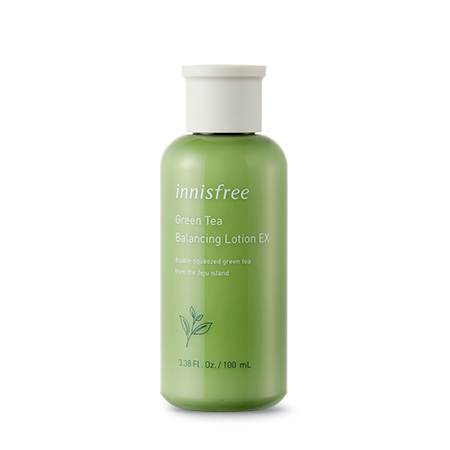 innisfree
Green Tea
Balancing Lotion EX
Double-squeezed green tea
from the Jeju island
3.38 Fl. Oz. / 100 mL